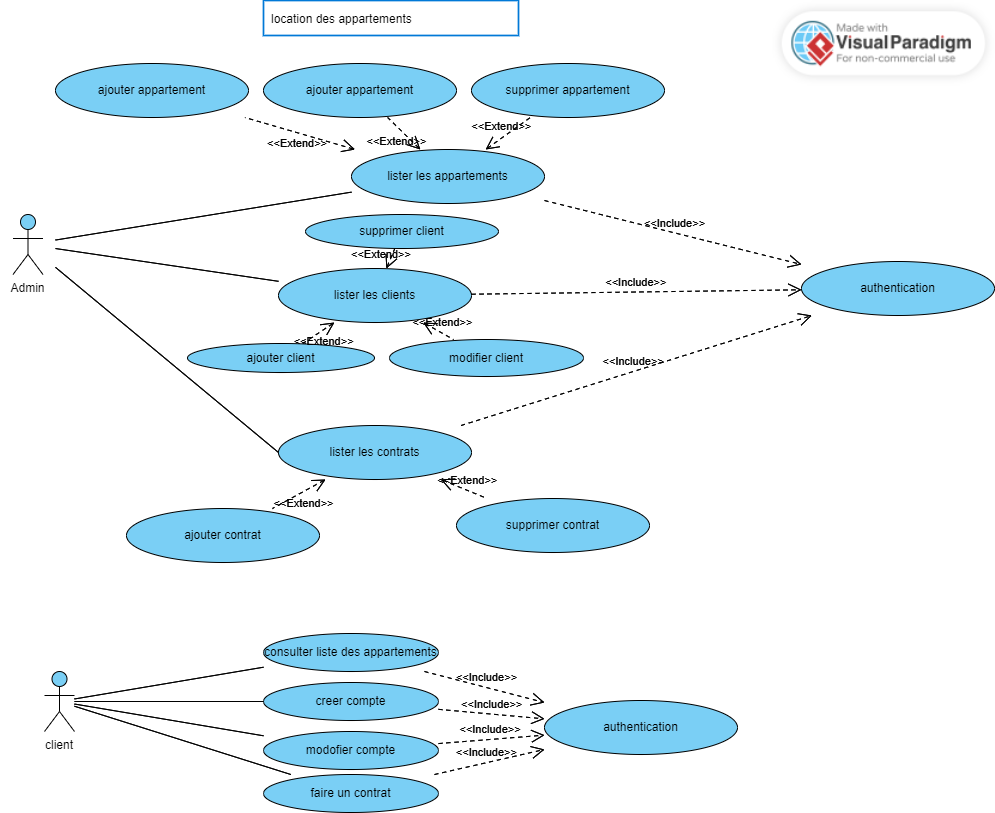 location des appartements
Made with
VisualParadigm
For non-commercial use
ajouter appartement
ajouter appartement
supprimer appartement
<<Extend>>
<<Extend>>
<<Extend>>
lister les appartements
<<Include>>
supprimer client
<<Extend>>
Admin
lister les clients
<<Include>>
authentication
<<Extend>>
<<Extend>>
ajouter client
modifier client
<<Include>>
lister les contrats
<<Extend>>
<<Extend>>
ajouter contrat
supprimer contrat
consulter liste des appartements
<<Include>>
creer compte
<<Include>>
authentication
<<Include>>
client
modofier compte
<<Include>>
faire un contrat